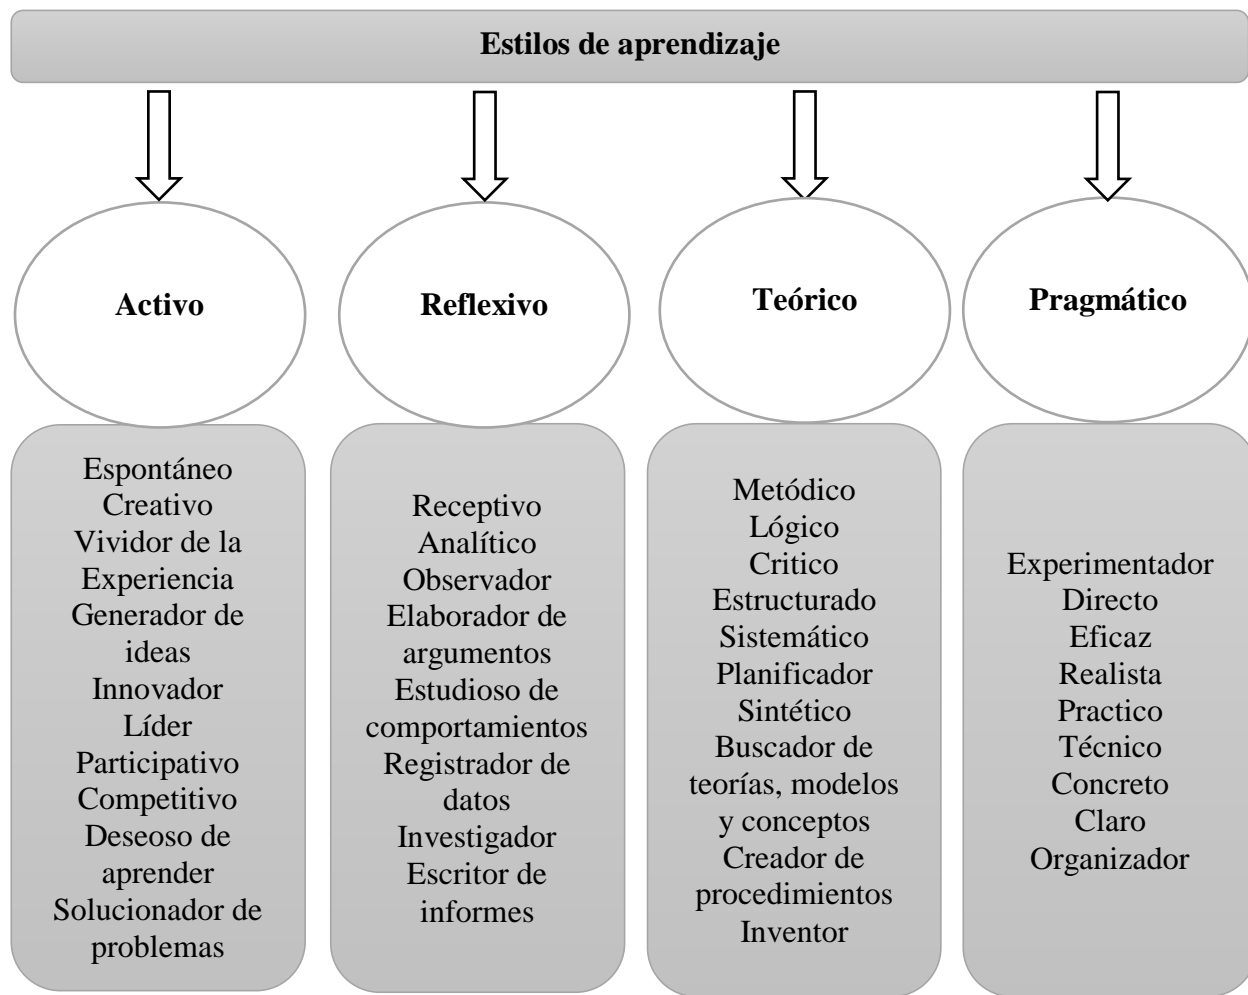 Estilos de aprendizaje
Activo
Reflexivo
Teórico
Pragmático
Espontáneo
Creativo
Vividor de la
Experiencia
Generador de
ideas
Innovador
Líder
Participativo
Competitivo
Deseoso de
aprender
Solucionador de
problemas
Receptivo
Analítico
Observador
Elaborador de
argumentos
Estudioso de
comportamientos
Registrador de
datos
Investigador
Escritor de
informes
Metódico
Lógico
Critico
Estructurado
Sistemático
Planificador
Sintético
Buscador de
teorías, modelos
y conceptos
Creador de
procedimientos
Inventor
Experimentador
Directo
Eficaz
Realista
Practico
Técnico
Concreto
Claro
Organizador